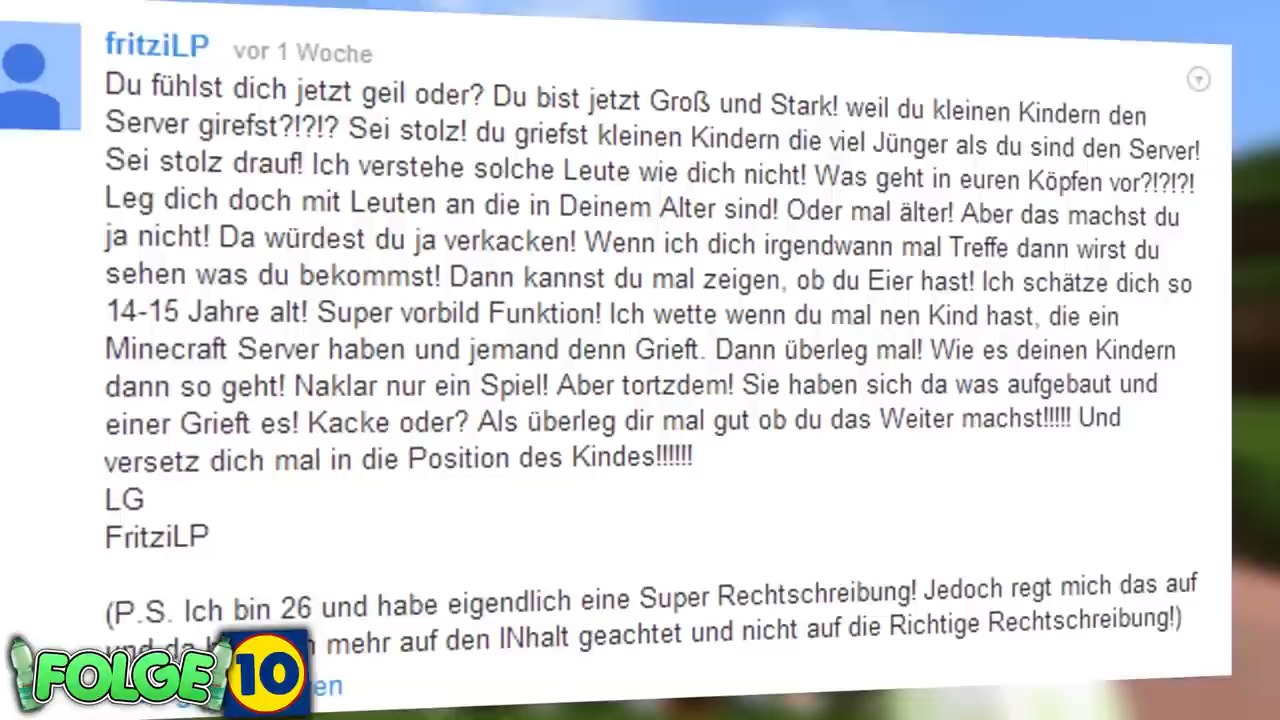 fritziLP vor 1 Woche
Du fühlst dich jetzt geil oder? Du bist jetzt Groß und Stark! weil du kleinen Kindern den
Server girefst?!?!? Sei stolz! du griefst kleinen Kindern die viel Jünger als du sind den Server!
Sei stolz drauf! Ich verstehe solche Leute wie dich nicht! Was geht in euren Köpfen vor?!?!?!
Leg dich doch mit Leuten an die in Deinem Alter sind! Oder mal älter! Aber das machst du
ja nicht! Da würdest du ja verkacken! Wenn ich dich irgendwann mal Treffe dann wirst du
sehen was du bekommst! Dann kannst du mal zeigen, ob du Eier hast! Ich schätze dich so
14-15 Jahre alt! Super vorbild Funktion! Ich wette wenn du mal nen Kind hast, die ein
Minecraft Server haben und jemand denn Grieft. Dann überleg mal! Wie es deinen Kindern
dann so geht! Naklar nur ein Spiel! Aber tortzdem! Sie haben sich da was aufgebaut und
einer Grieft es! Kacke oder? Als überleg dir mal gut ob du das Weiter machst!!!!! Und
versetz dich mal in die Position des Kindes!!!!!!
LG
FritziLP
(P.S. Ich bin 26 und habe eigendlich eine Super Rechtschreibung! Jedoch regt mich das auf
und da mehr auf den INhalt geachtet und nicht auf die Richtige Rechtschreibung!)
FOLGE 10